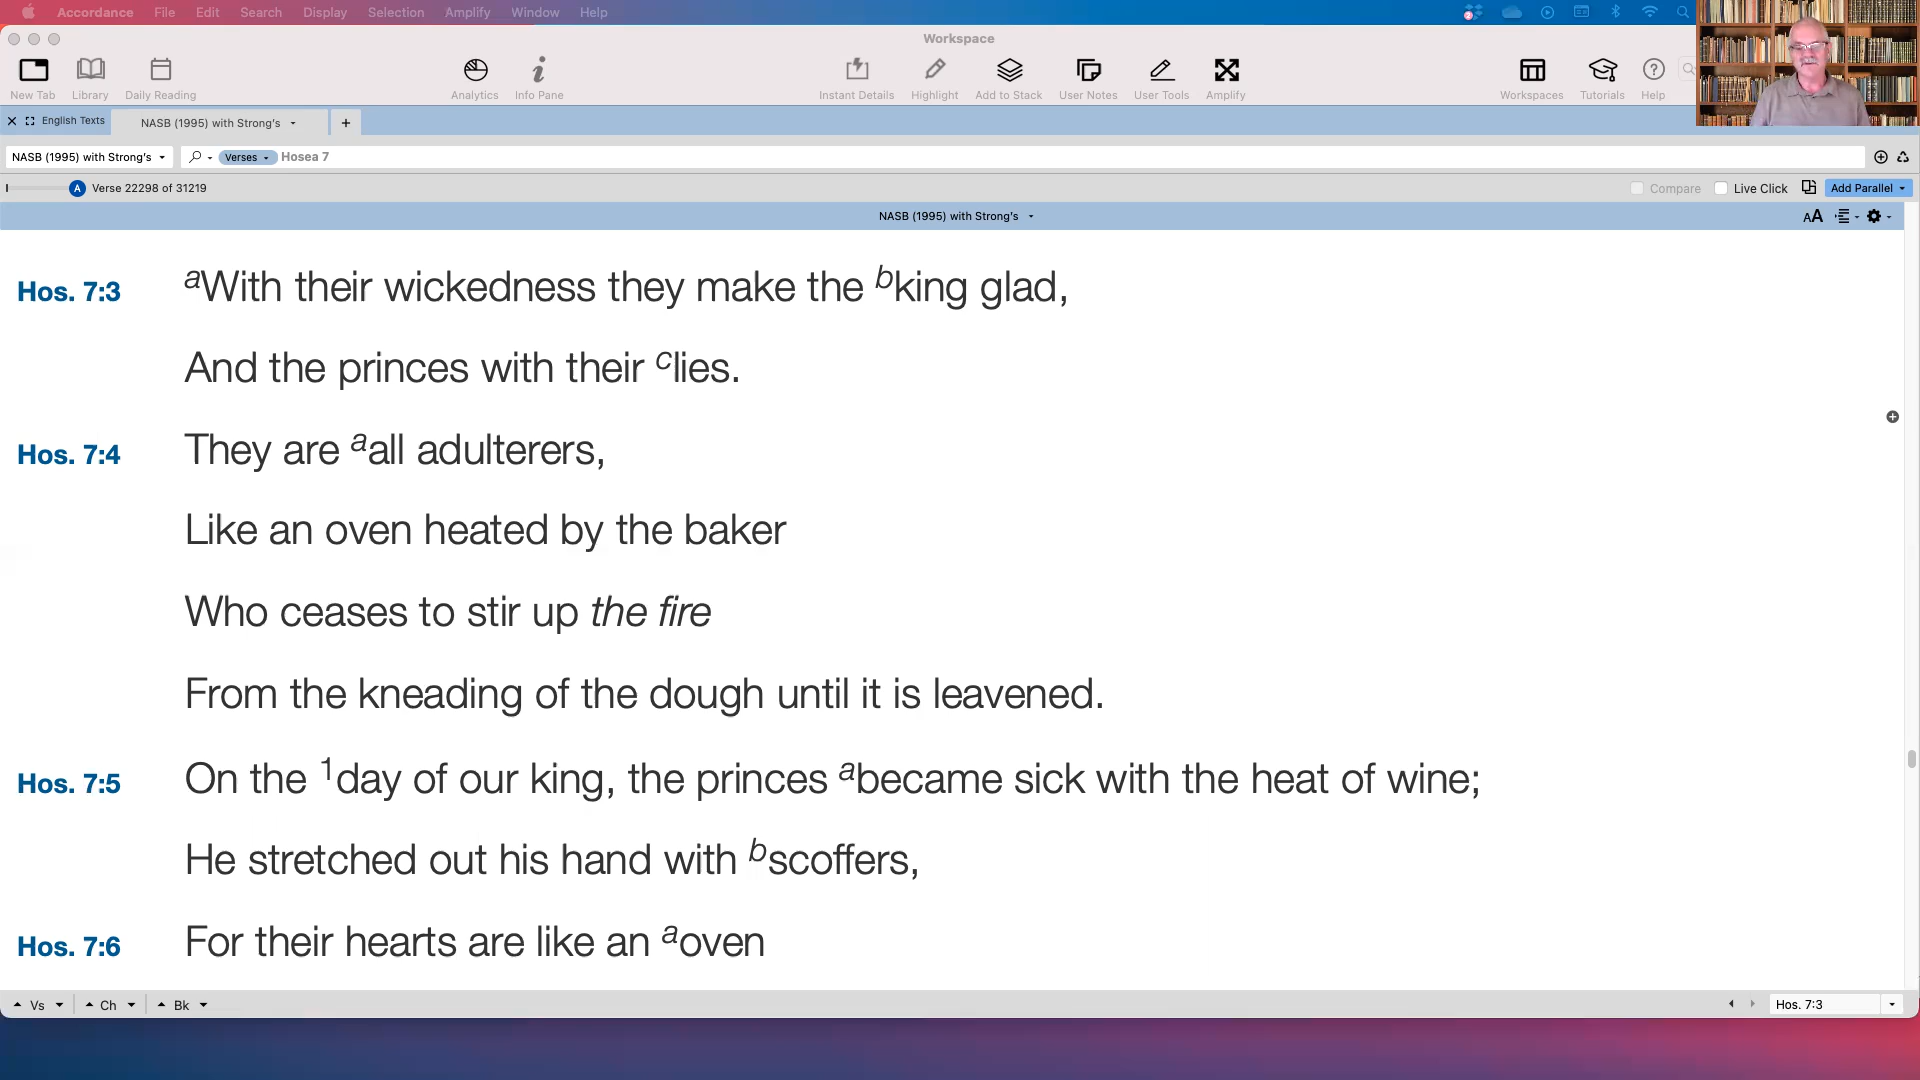 Accordance File Edit Search Display Selection Amplify Window Help
Workspace
New Tab Library Daily Reading Analytics Info Pane Instant Details Highlight Add to Stack User Notes User Tools Amplify Workspaces Tutorials Help
English Texts NASB (1995) with Strong's +
NASB (1995) with Strong's Verses Hosea 7
A Verse 22298 of 31219 Compare Live Click Add Parallel
NASB (1995) with Strong's AA
Hos. 7:3 aWith their wickedness they make the bking glad,
And the princes with their clies.
Hos. 7:4 They are aall adulterers,
Like an oven heated by the baker
Who ceases to stir up the fire
From the kneading of the dough until it is leavened.
Hos. 7:5 On the 1day of our king, the princes abecame sick with the heat of wine;
He stretched out his hand with bscoffers,
Hos. 7:6 For their hearts are like an aoven
Vs Ch Bk Hos. 7:3